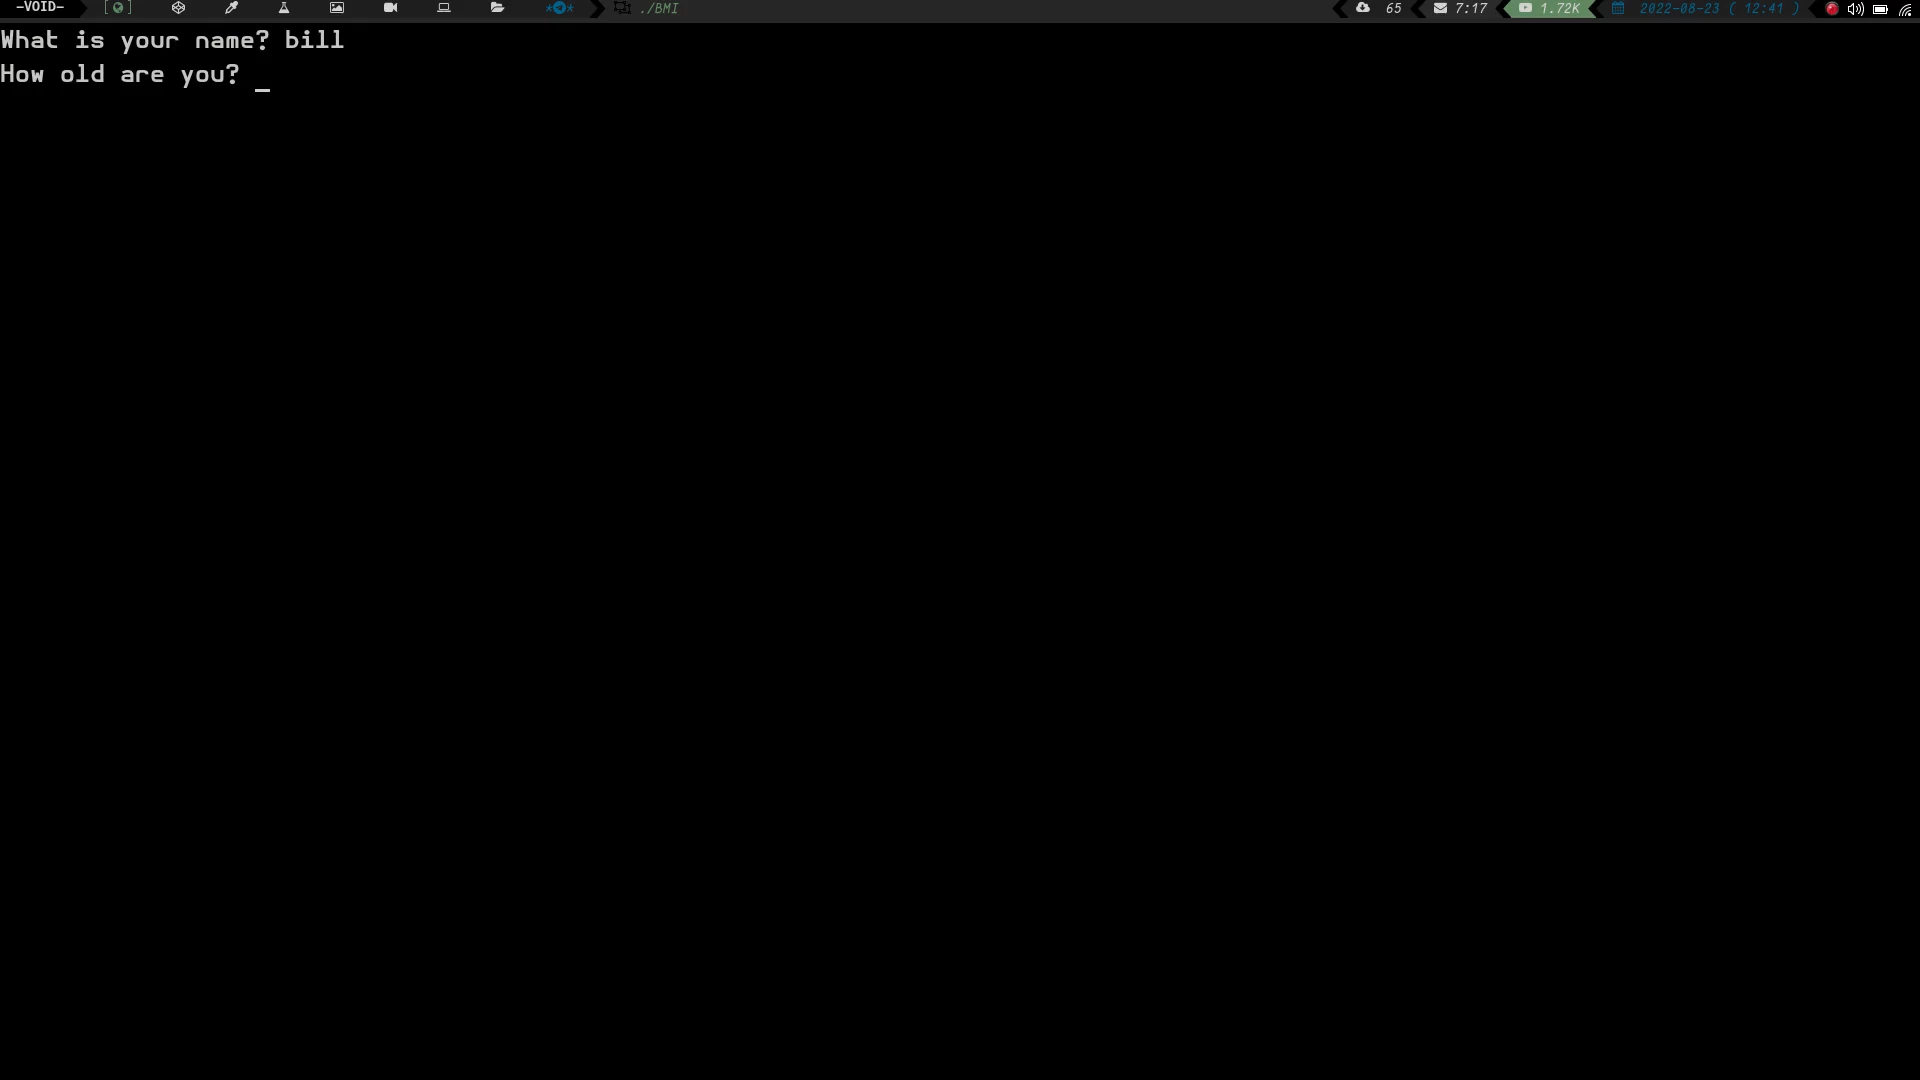 —VOID— [ ] * * ./BMI 65 7:17 1.72K 2022-08-23 ( 12:41 )
What is your name? bill
How old are you? _